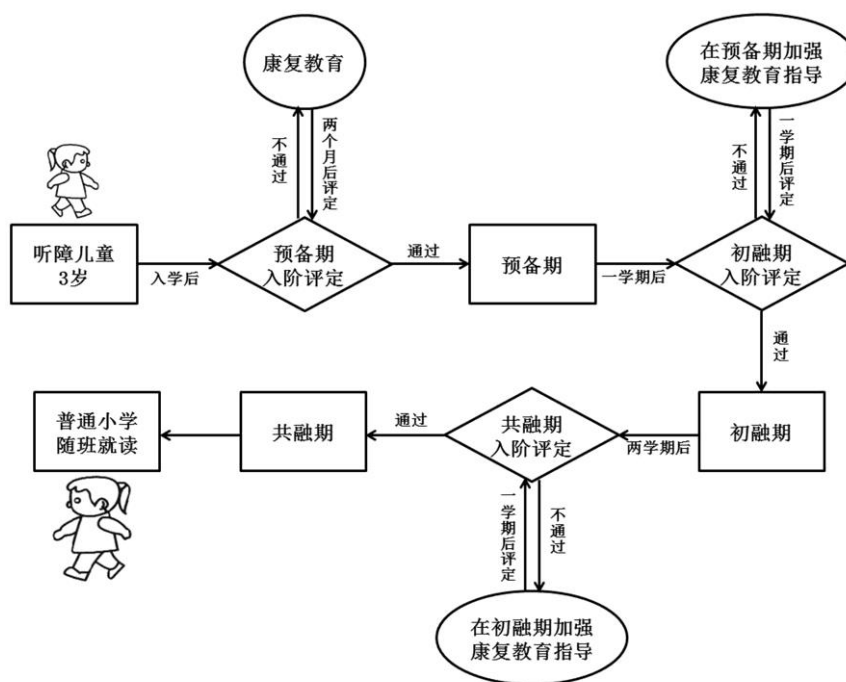 康复教育
在预备期加强
康复教育指导
不通过
两个月后评定
不通过
一学期后评定
听障儿童
3岁
入学后
预备期
入阶评定
通过
预备期
一学期后
初融期
入阶评定
通过
普通小学
随班就读
共融期
通过
共融期
入阶评定
两学期后
初融期
一学期后评定
不通过
在初融期加强
康复教育指导